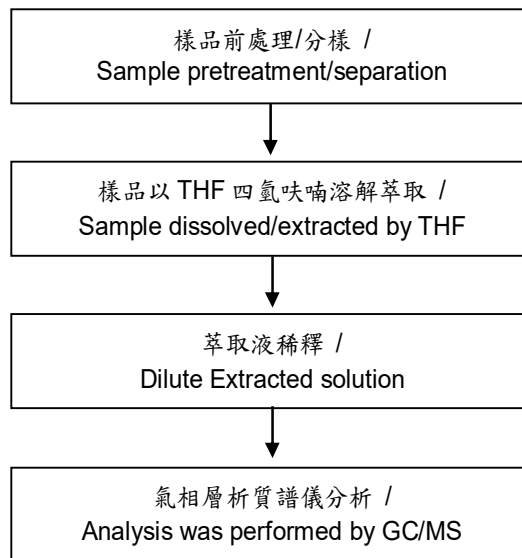 樣品前處理/分樣 /
Sample pretreatment/separation
樣品以 THF 四氫呋喃溶解萃取 /
Sample dissolved/extracted by THF
萃取液稀釋 /
Dilute Extracted solution
氣相層析質譜儀分析 /
Analysis was performed by GC/MS